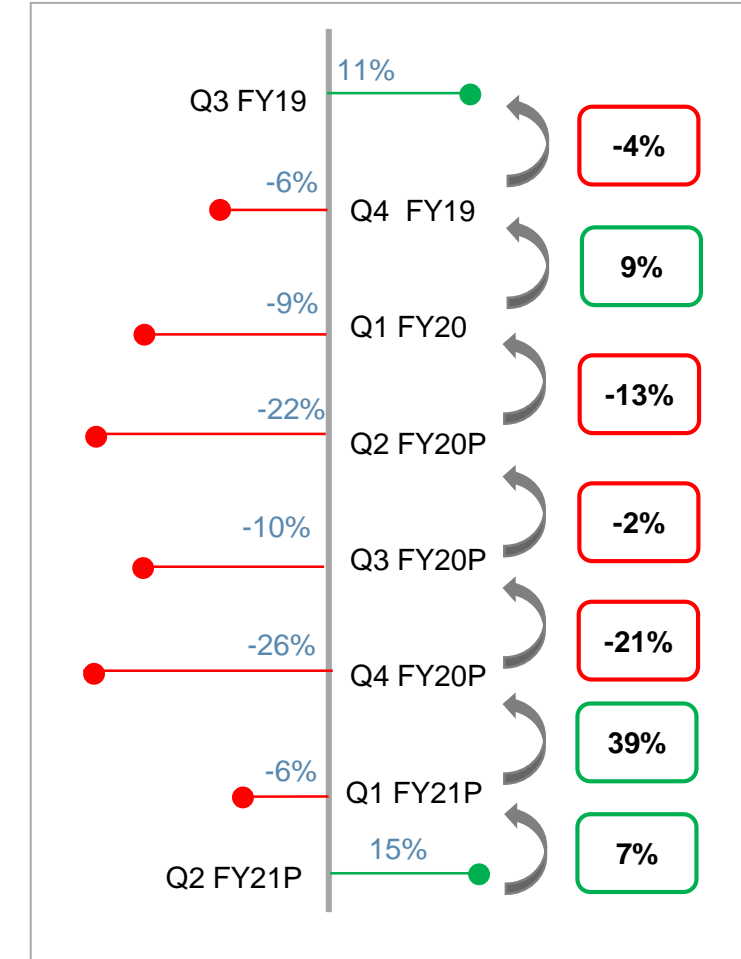 11%
Q3 FY19
-4%
-6%
Q4 FY19
9%
-9%
Q1 FY20
-13%
-22%
Q2 FY20P
-2%
-10%
Q3 FY20P
-21%
-26%
Q4 FY20P
39%
-6%
Q1 FY21P
15%
7%
Q2 FY21P